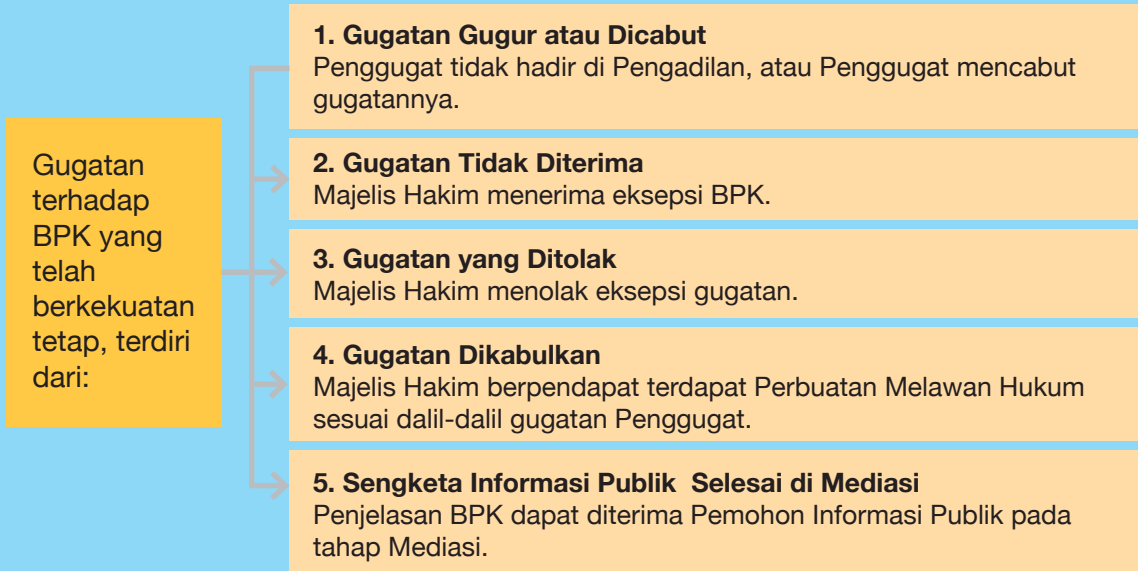 Gugatan
terhadap
BPK yang
telah
berkekuatan
tetap, terdiri
dari:
1. Gugatan Gugur atau Dicabut
Penggugat tidak hadir di Pengadilan, atau Penggugat mencabut
gugatannya.
2. Gugatan Tidak Diterima
Majelis Hakim menerima eksepsi BPK.
3. Gugatan yang Ditolak
Majelis Hakim menolak eksepsi gugatan.
4. Gugatan Dikabulkan
Majelis Hakim berpendapat terdapat Perbuatan Melawan Hukum
sesuai dalil-dalil gugatan Penggugat.
5. Sengketa Informasi Publik  Selesai di Mediasi
Penjelasan BPK dapat diterima Pemohon Informasi Publik pada
tahap Mediasi.